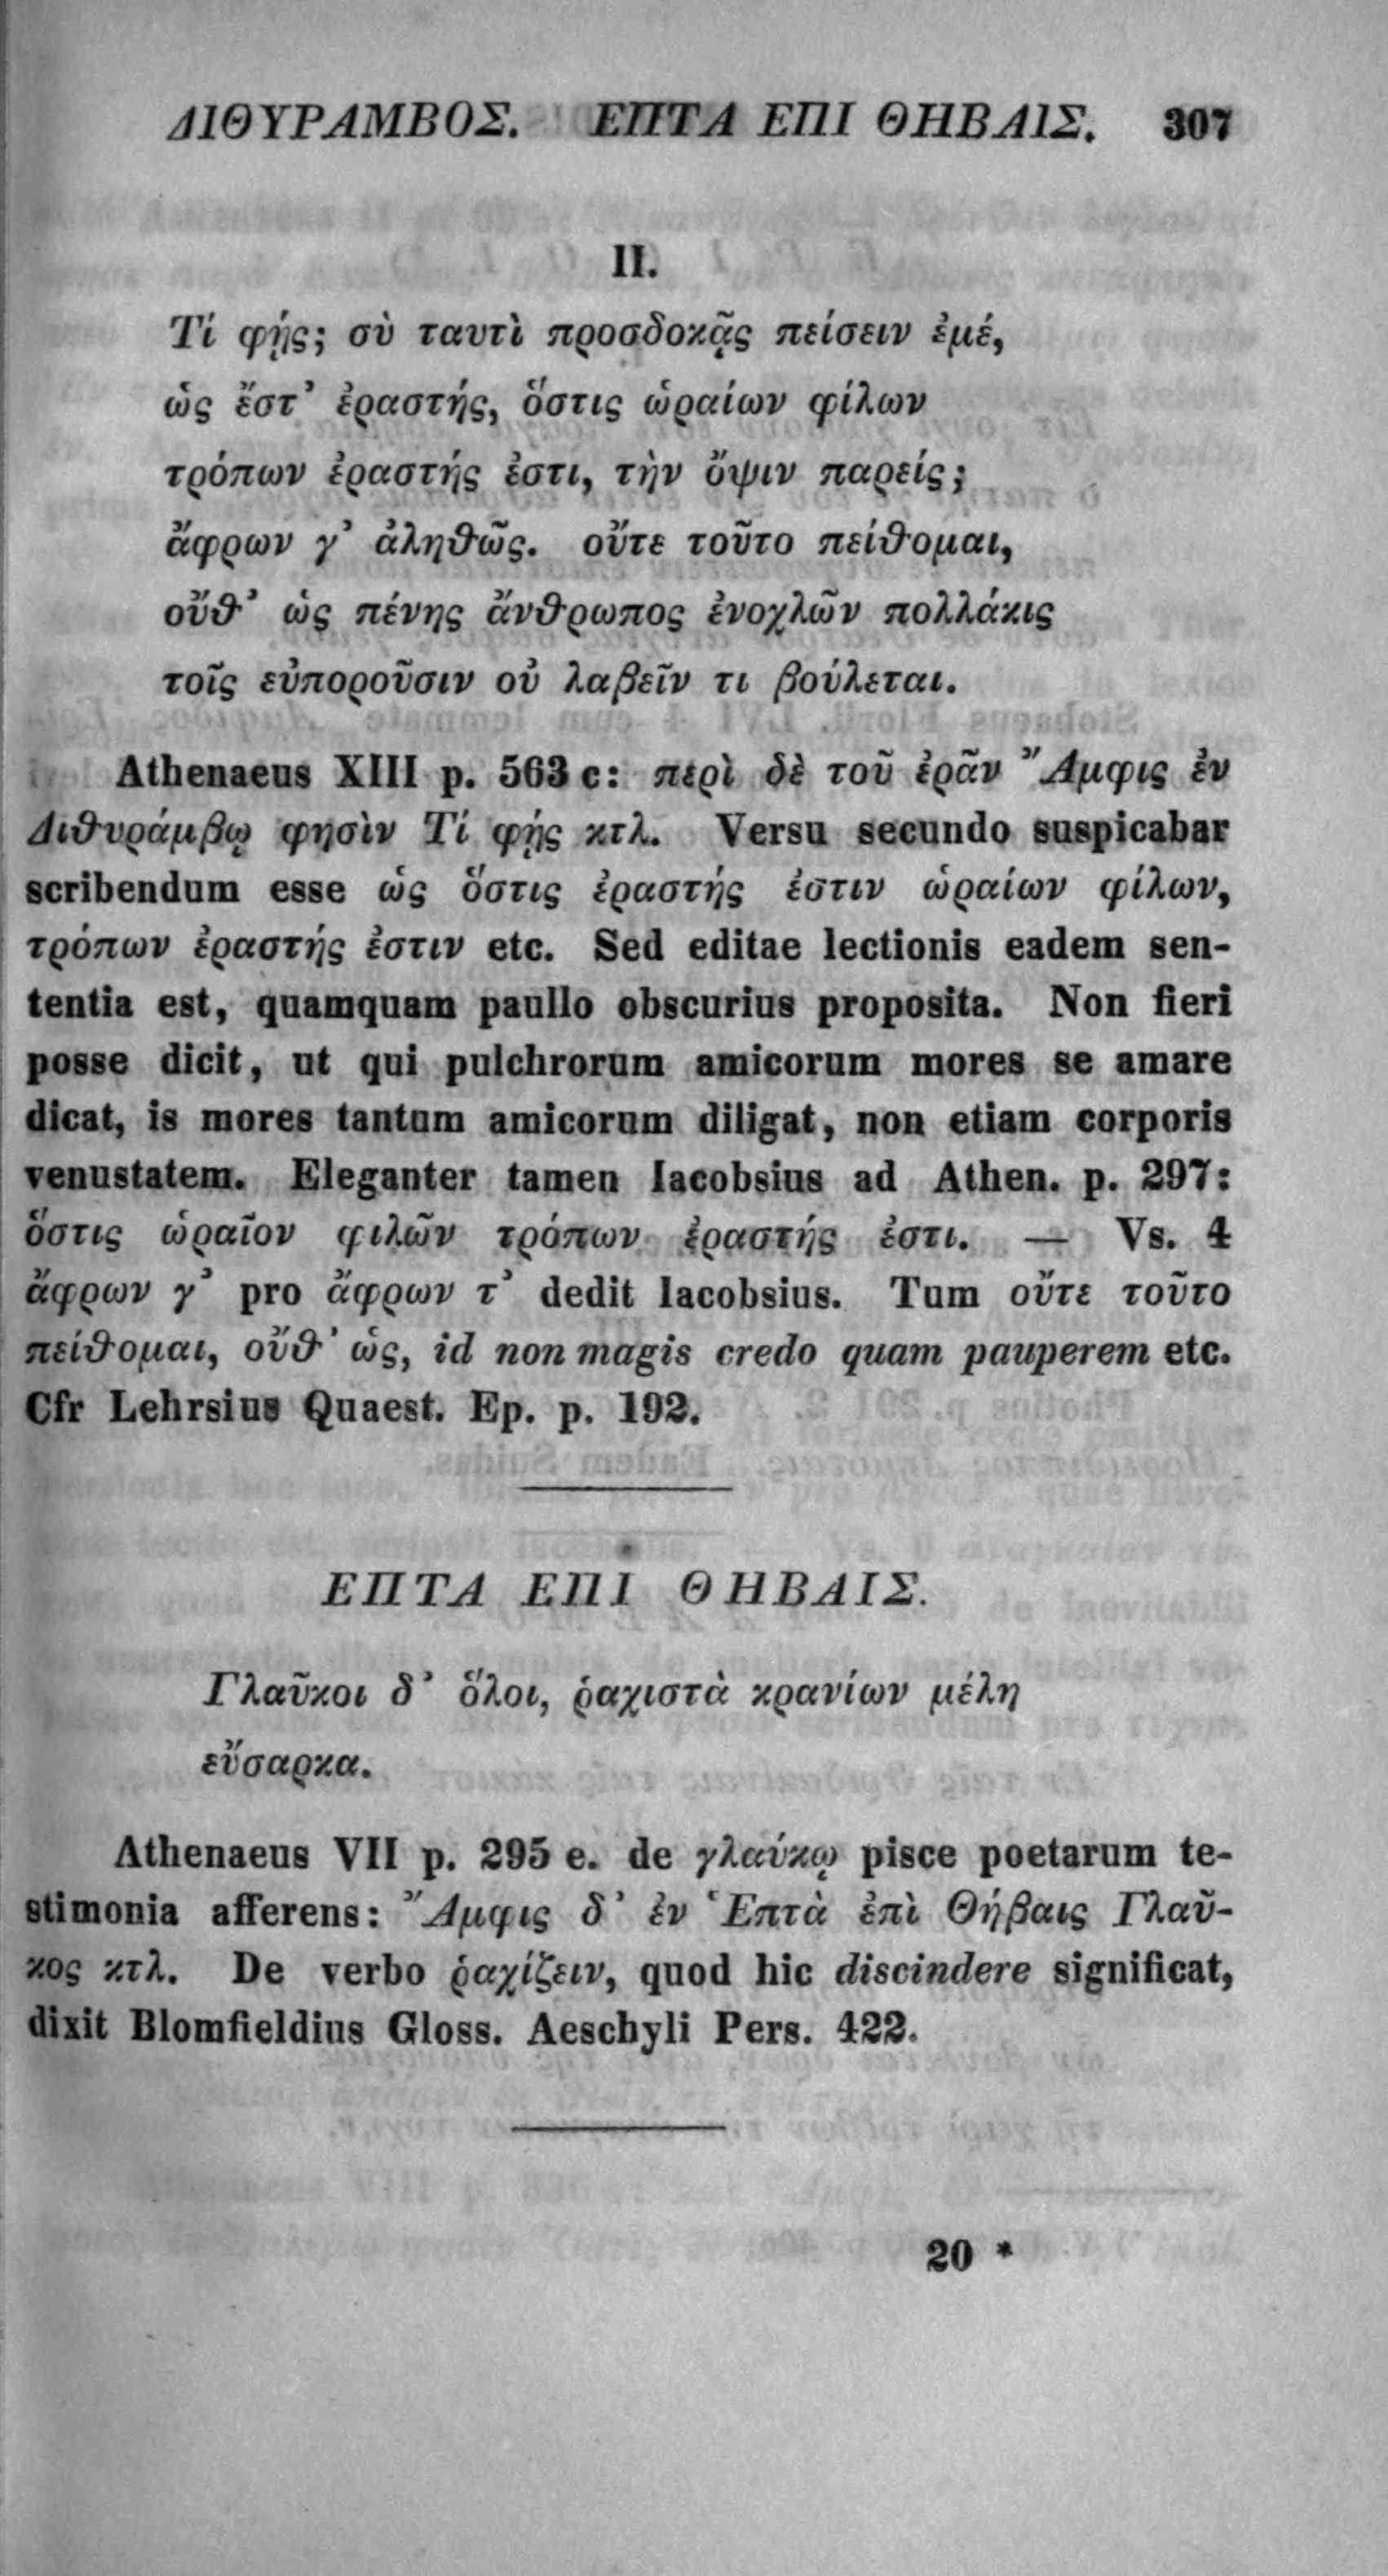 ΔΙΘΥΡΑΜΒΟΣ. ΕΠΤΑ ΕΠΙ ΘΗΒΑΙΣ. 307
II.
Τί φῄς; σὺ ταυτὶ προσδοκᾷς πείσειν ἐμέ,
ὡς ἔστ᾽ ἐραστής, ὅστις ὡραίων φίλων
τρόπων ἐραστής ἐστι, τὴν ὄψιν παρείς;
ἄφρων γ᾽ ἀληθῶς. οὔτε τοῦτο πείθομαι,
οὔθ᾽ ὡς πένης ἄνθρωπος ἐνοχλῶν πολλάκις
τοῖς εὐποροῦσιν οὐ λαβεῖν τι βούλεται.
Athenaeus XIII p. 563 c: περὶ δὲ τοῦ ἐρᾶν Ἄμφις ἐν
Διθυράμβῳ φησὶν Τί φῄς κτλ. Versu secundo suspicabar
scribendum esse ὡς ὅστις ἐραστής ἐστιν ὡραίων φίλων,
τρόπων ἐραστής ἐστιν etc. Sed editae lectionis eadem sen-
tentia est, quamquam paullo obscurius proposita. Non fieri
posse dicit, ut qui pulchrorum amicorum mores se amare
dicat, is mores tantum amicorum diligat, non etiam corporis
venustatem. Eleganter tamen Iacobsius ad Athen. p. 297:
ὅστις ὡραῖον φιλῶν τρόπων ἐραστής ἐστι. — Vs. 4
ἄφρων γ᾽ pro ἄφρων τ᾽ dedit Iacobsius. Tum οὔτε τοῦτο
πείθομαι, οὔθ᾽ ὡς, id non magis credo quam pauperem etc.
Cfr Lehrsius Quaest. Ep. p. 192.
ΕΠΤΑ ΕΠΙ ΘΗΒΑΙΣ.
Γλαῦκοι δ᾽ ὅλοι, ῥαχιστὰ κρανίων μέλη
εὔσαρκα.
Athenaeus VII p. 295 e. de γλαύκῳ pisce poetarum te-
stimonia afferens: Ἄμφις δ᾽ ἐν Ἑπτὰ ἐπὶ Θήβαις Γλαῦ-
κος κτλ. De verbo ῥαχίζειν, quod hic discindere significat,
dixit Blomfieldius Gloss. Aeschyli Pers. 422.
20 *